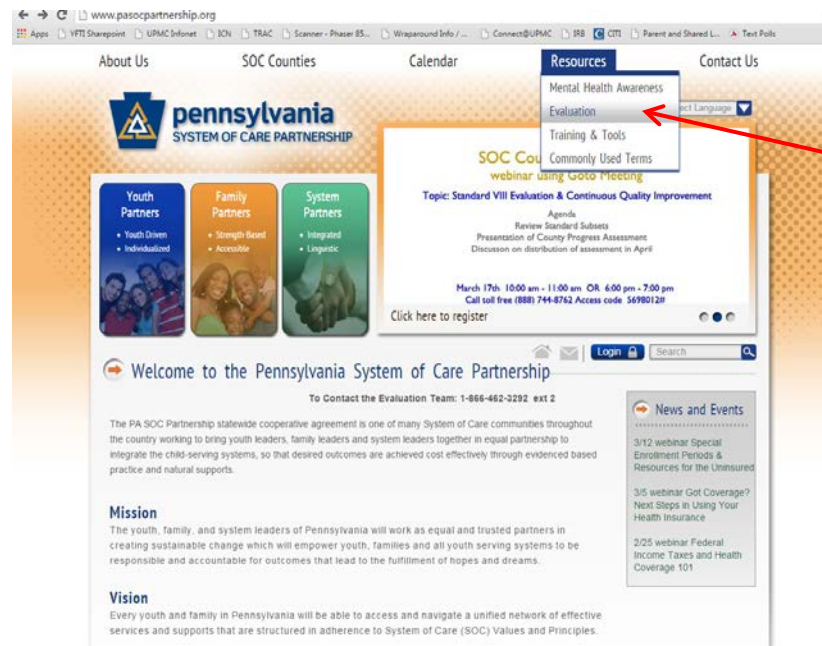 www.pasocpartnership.org
Apps YFTI Sharepoint UPMC Infonet ICN TRAC Scanner - Phaser 85... Wraparound Info / ... Connect@UPMC IRB CITI Parent and Shared L... Text Polls
About Us SOC Counties Calendar Resources Contact Us
Mental Health Awareness
Evaluation
Training & Tools
Commonly Used Terms
ect Language
pennsylvania
SYSTEM OF CARE PARTNERSHIP
SOC Cou
webinar using Goto Meeting
Topic: Standard VIII Evaluation & Continuous Quality Improvement
Agenda
Review Standard Subsets
Presentation of County Progress Assessment
Discusson on distribution of assessment in April
March 17th 10:00 am - 11:00 am OR 6:00 pm - 7:00 pm
Call toll free (888) 744-8762 Access code 5698012#
Click here to register
Youth
Partners
• Youth Driven
• Individualized
Family
Partners
• Strength Based
• Accessible
System
Partners
• Integrated
• Linguistic
Login Search
Welcome to the Pennsylvania System of Care Partnership
To Contact the Evaluation Team: 1-866-462-3292 ext 2
The PA SOC Partnership statewide cooperative agreement is one of many System of Care communities throughout
the country working to bring youth leaders, family leaders and system leaders together in equal partnership to
integrate the child-serving systems, so that desired outcomes are achieved cost effectively through evidenced based
practice and natural supports.
Mission
The youth, family, and system leaders of Pennsylvania will work as equal and trusted partners in
creating sustainable change which will empower youth, families and all youth serving systems to be
responsible and accountable for outcomes that lead to the fulfillment of hopes and dreams.
Vision
Every youth and family in Pennsylvania will be able to access and navigate a unified network of effective
services and supports that are structured in adherence to System of Care (SOC) Values and Principles.
News and Events
3/12 webinar Special
Enrollment Periods &
Resources for the Uninsured
3/5 webinar Got Coverage?
Next Steps in Using Your
Health Insurance
2/25 webinar Federal
Income Taxes and Health
Coverage 101